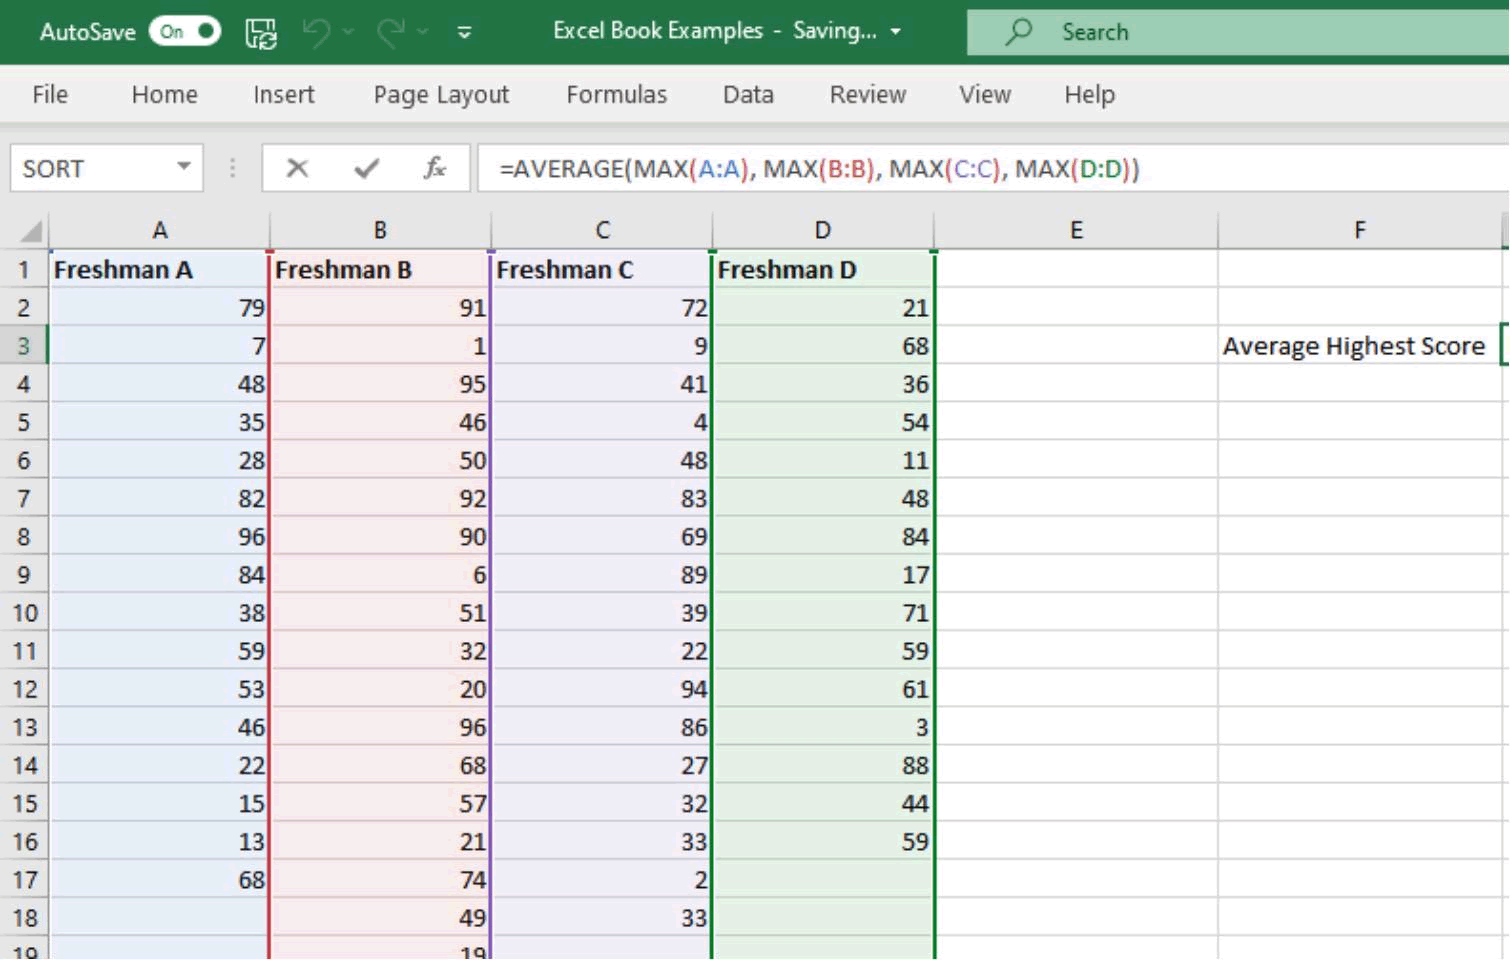 AutoSave On Excel Book Examples - Saving... Search
File Home Insert Page Layout Formulas Data Review View Help
SORT fx =AVERAGE(MAX(A:A), MAX(B:B), MAX(C:C), MAX(D:D))
A B C D E F
1 Freshman A Freshman B Freshman C Freshman D
2 79 91 72 21
3 7 1 9 68 Average Highest Score
4 48 95 41 36
5 35 46 4 54
6 28 50 48 11
7 82 92 83 48
8 96 90 69 84
9 84 6 89 17
10 38 51 39 71
11 59 32 22 59
12 53 20 94 61
13 46 96 86 3
14 22 68 27 88
15 15 57 32 44
16 13 21 33 59
17 68 74 2
18 49 33
19 19